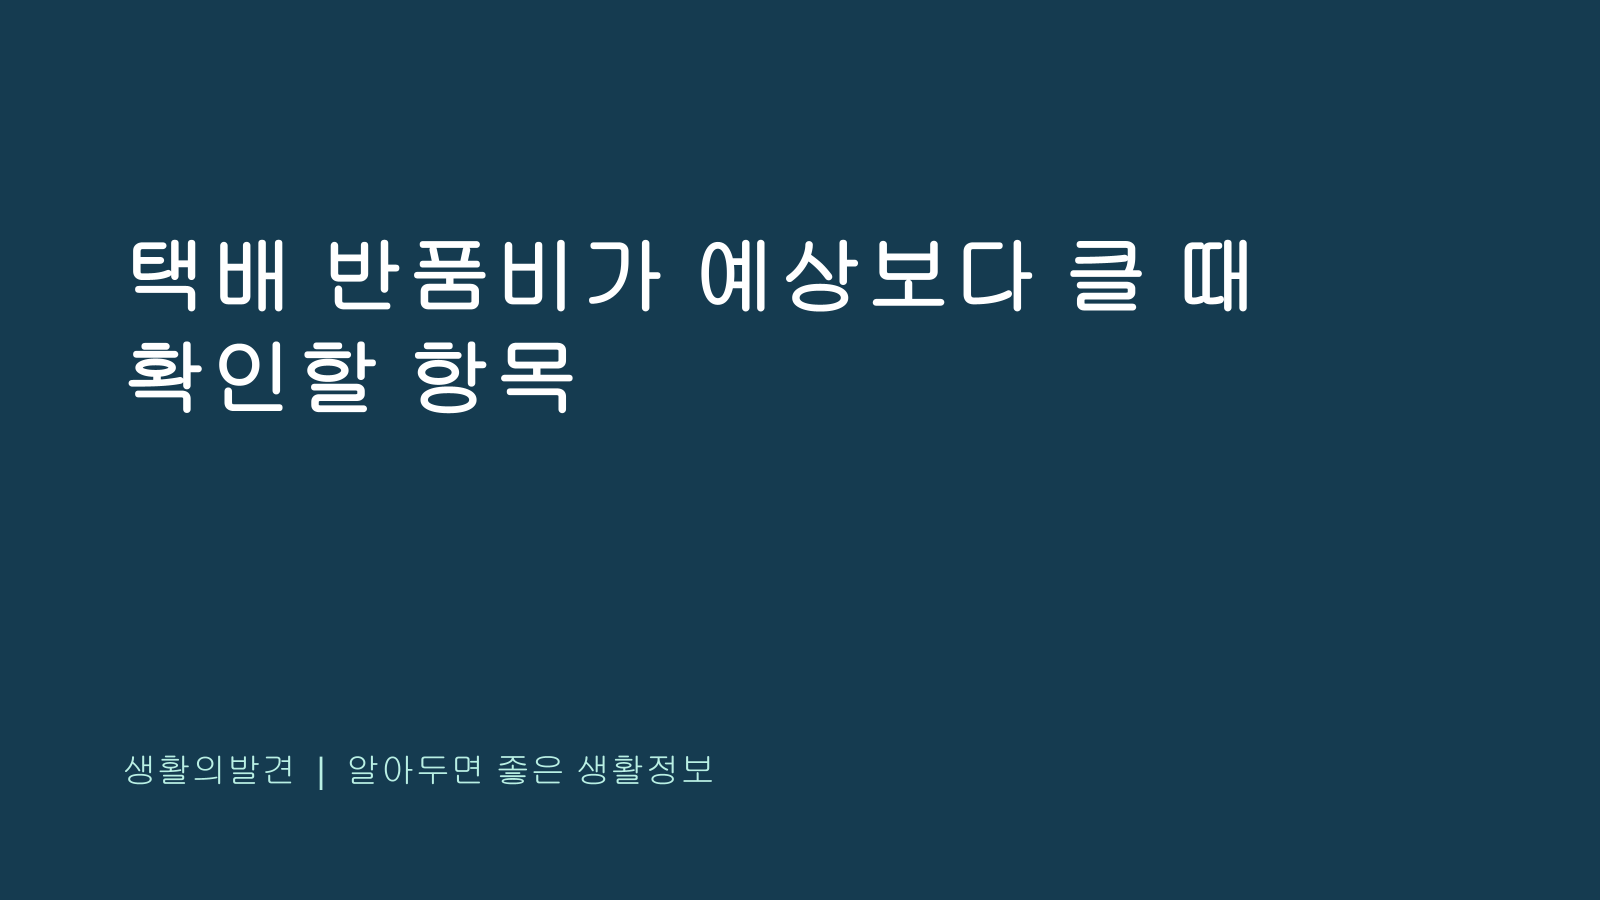 택배 반품비가 예상보다 클 때
확인할 항목
생활의발견 | 알아두면 좋은 생활정보